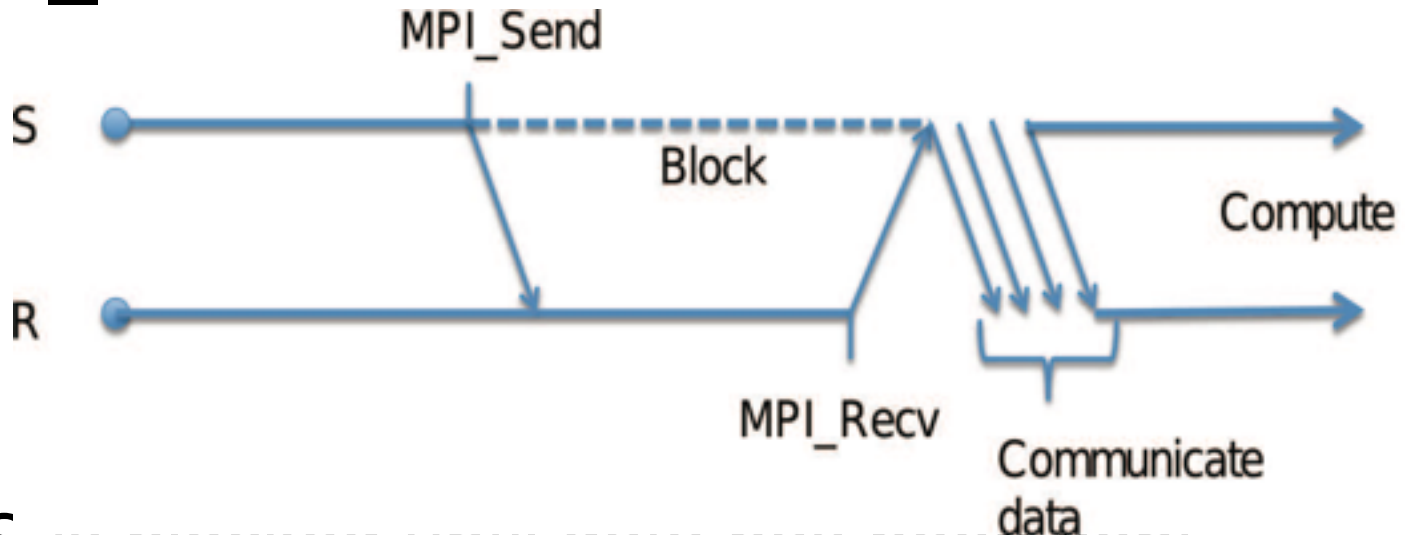 MPI_Send
S
Block
Compute
R
MPI_Recv
Communicate
data